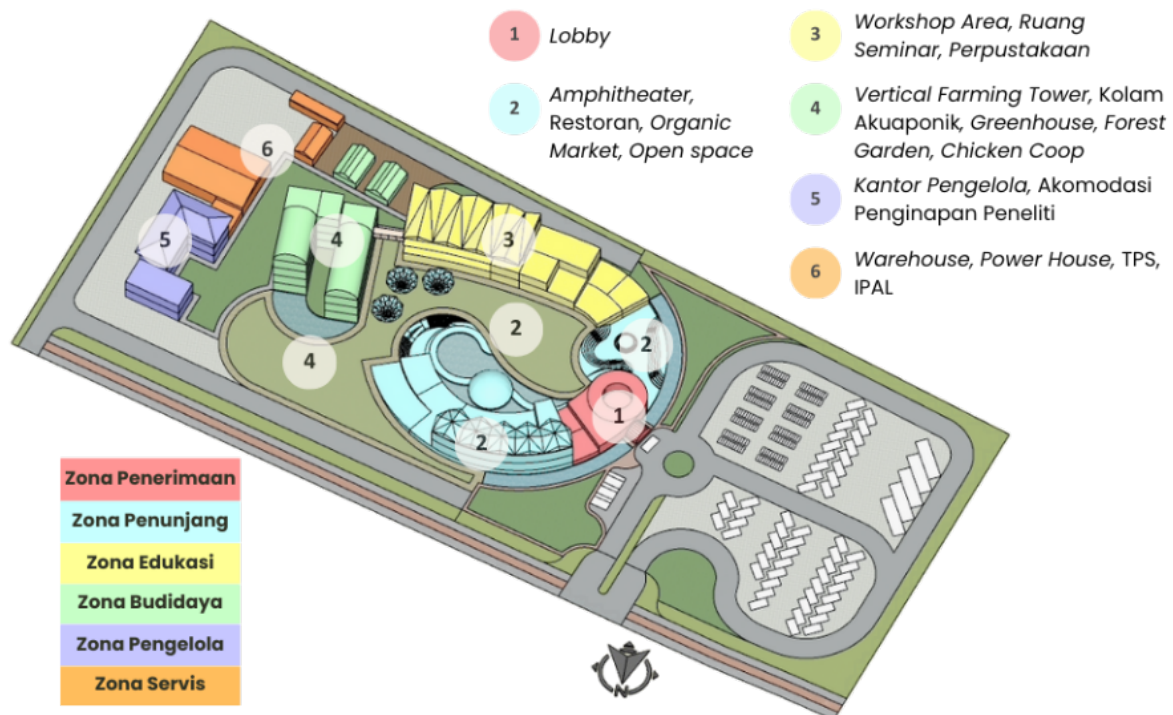 1 Lobby
2 Amphitheater,
Restoran, Organic
Market, Open space
3 Workshop Area, Ruang
Seminar, Perpustakaan
4 Vertical Farming Tower, Kolam
Akuaponik, Greenhouse, Forest
Garden, Chicken Coop
5 Kantor Pengelola, Akomodasi
Penginapan Peneliti
6 Warehouse, Power House, TPS,
IPAL
6
5
4
3
2
2
4
1
2
Zona Penerimaan
Zona Penunjang
Zona Edukasi
Zona Budidaya
Zona Pengelola
Zona Servis
N